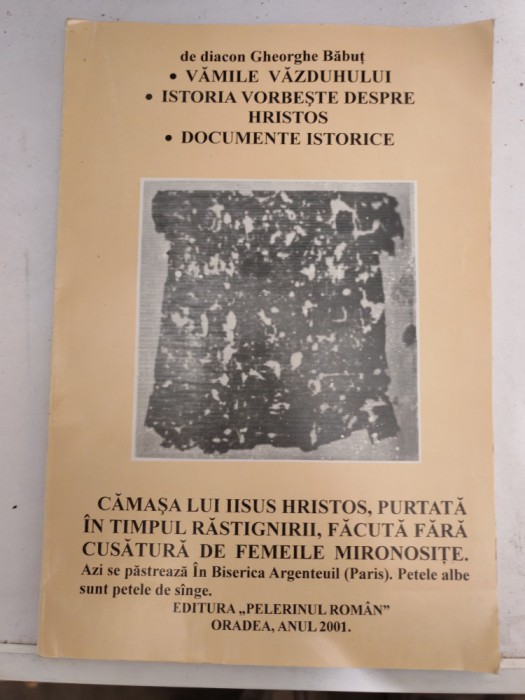 de diacon Gheorghe Băbuț
• VĂMILE VĂZDUHULUI
• ISTORIA VORBEȘTE DESPRE
HRISTOS
• DOCUMENTE ISTORICE
CĂMAȘA LUI IISUS HRISTOS, PURTATĂ
ÎN TIMPUL RĂSTIGNIRII, FĂCUTĂ FĂRĂ
CUSĂTURĂ DE FEMEILE MIRONOSIȚE.
Azi se păstrează În Biserica Argenteuil (Paris). Petele albe
sunt petele de sînge.
EDITURA „PELERINUL ROMÂN”
ORADEA, ANUL 2001.